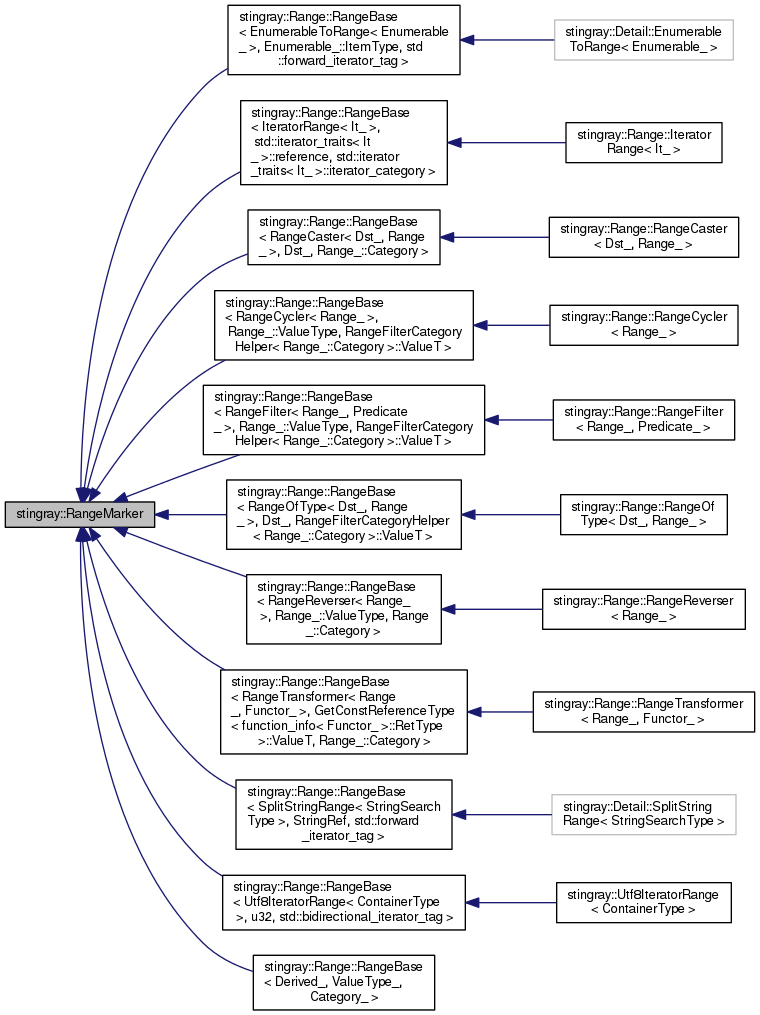 stingray::Range::RangeBase
< EnumerableToRange< Enumerable
_ >, Enumerable_::ItemType, std
::forward_iterator_tag >
stingray::Detail::Enumerable
ToRange< Enumerable_ >
stingray::Range::RangeBase
< IteratorRange< It_ >,
std::iterator_traits< It
_ >::reference, std::iterator
_traits< It_ >::iterator_category >
stingray::Range::Iterator
Range< It_ >
stingray::Range::RangeBase
< RangeCaster< Dst_, Range
_ >, Dst_, Range_::Category >
stingray::Range::RangeCaster
< Dst_, Range_ >
stingray::Range::RangeBase
< RangeCycler< Range_ >,
Range_::ValueType, RangeFilterCategory
Helper< Range_::Category >::ValueT >
stingray::Range::RangeCycler
< Range_ >
stingray::Range::RangeBase
< RangeFilter< Range_, Predicate
_ >, Range_::ValueType, RangeFilterCategory
Helper< Range_::Category >::ValueT >
stingray::Range::RangeFilter
< Range_, Predicate_ >
stingray::RangeMarker
stingray::Range::RangeBase
< RangeOfType< Dst_, Range
_ >, Dst_, RangeFilterCategoryHelper
< Range_::Category >::ValueT >
stingray::Range::RangeOf
Type< Dst_, Range_ >
stingray::Range::RangeBase
< RangeReverser< Range_
>, Range_::ValueType, Range
_::Category >
stingray::Range::RangeReverser
< Range_ >
stingray::Range::RangeBase
< RangeTransformer< Range
_, Functor_ >, GetConstReferenceType
< function_info< Functor_ >::RetType
>::ValueT, Range_::Category >
stingray::Range::RangeTransformer
< Range_, Functor_ >
stingray::Range::RangeBase
< SplitStringRange< StringSearch
Type >, StringRef, std::forward
_iterator_tag >
stingray::Detail::SplitString
Range< StringSearchType >
stingray::Range::RangeBase
< Utf8IteratorRange< ContainerType
>, u32, std::bidirectional_iterator_tag >
stingray::Utf8IteratorRange
< ContainerType >
stingray::Range::RangeBase
< Derived_, ValueType_,
Category_ >